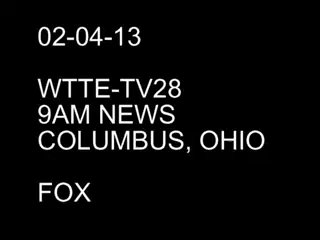 02-04-13
WTTE-TV28
9AM NEWS
COLUMBUS, OHIO
FOX